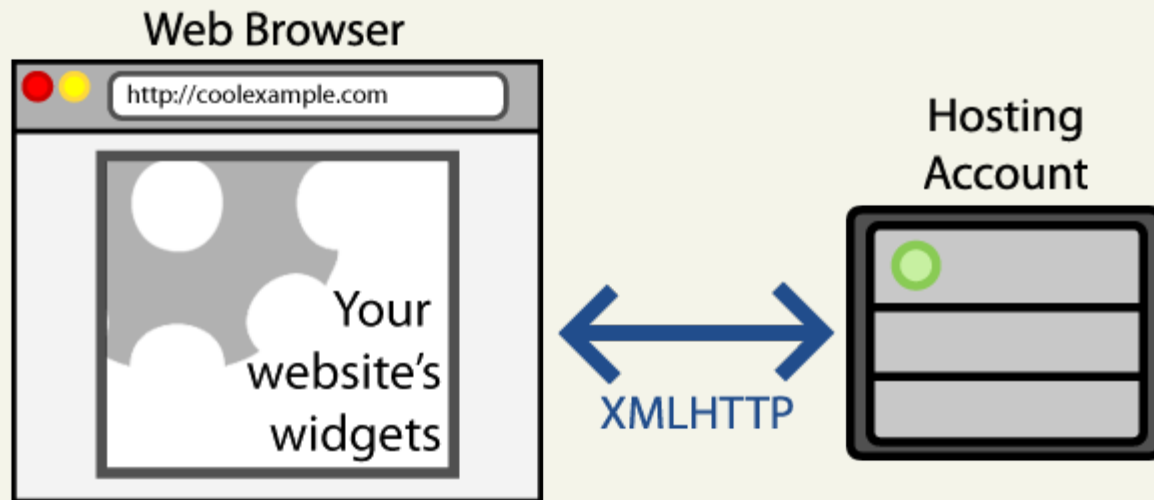 Web Browser
http://coolexample.com
Hosting
Account
Your
website's
widgets
XMLHTTP